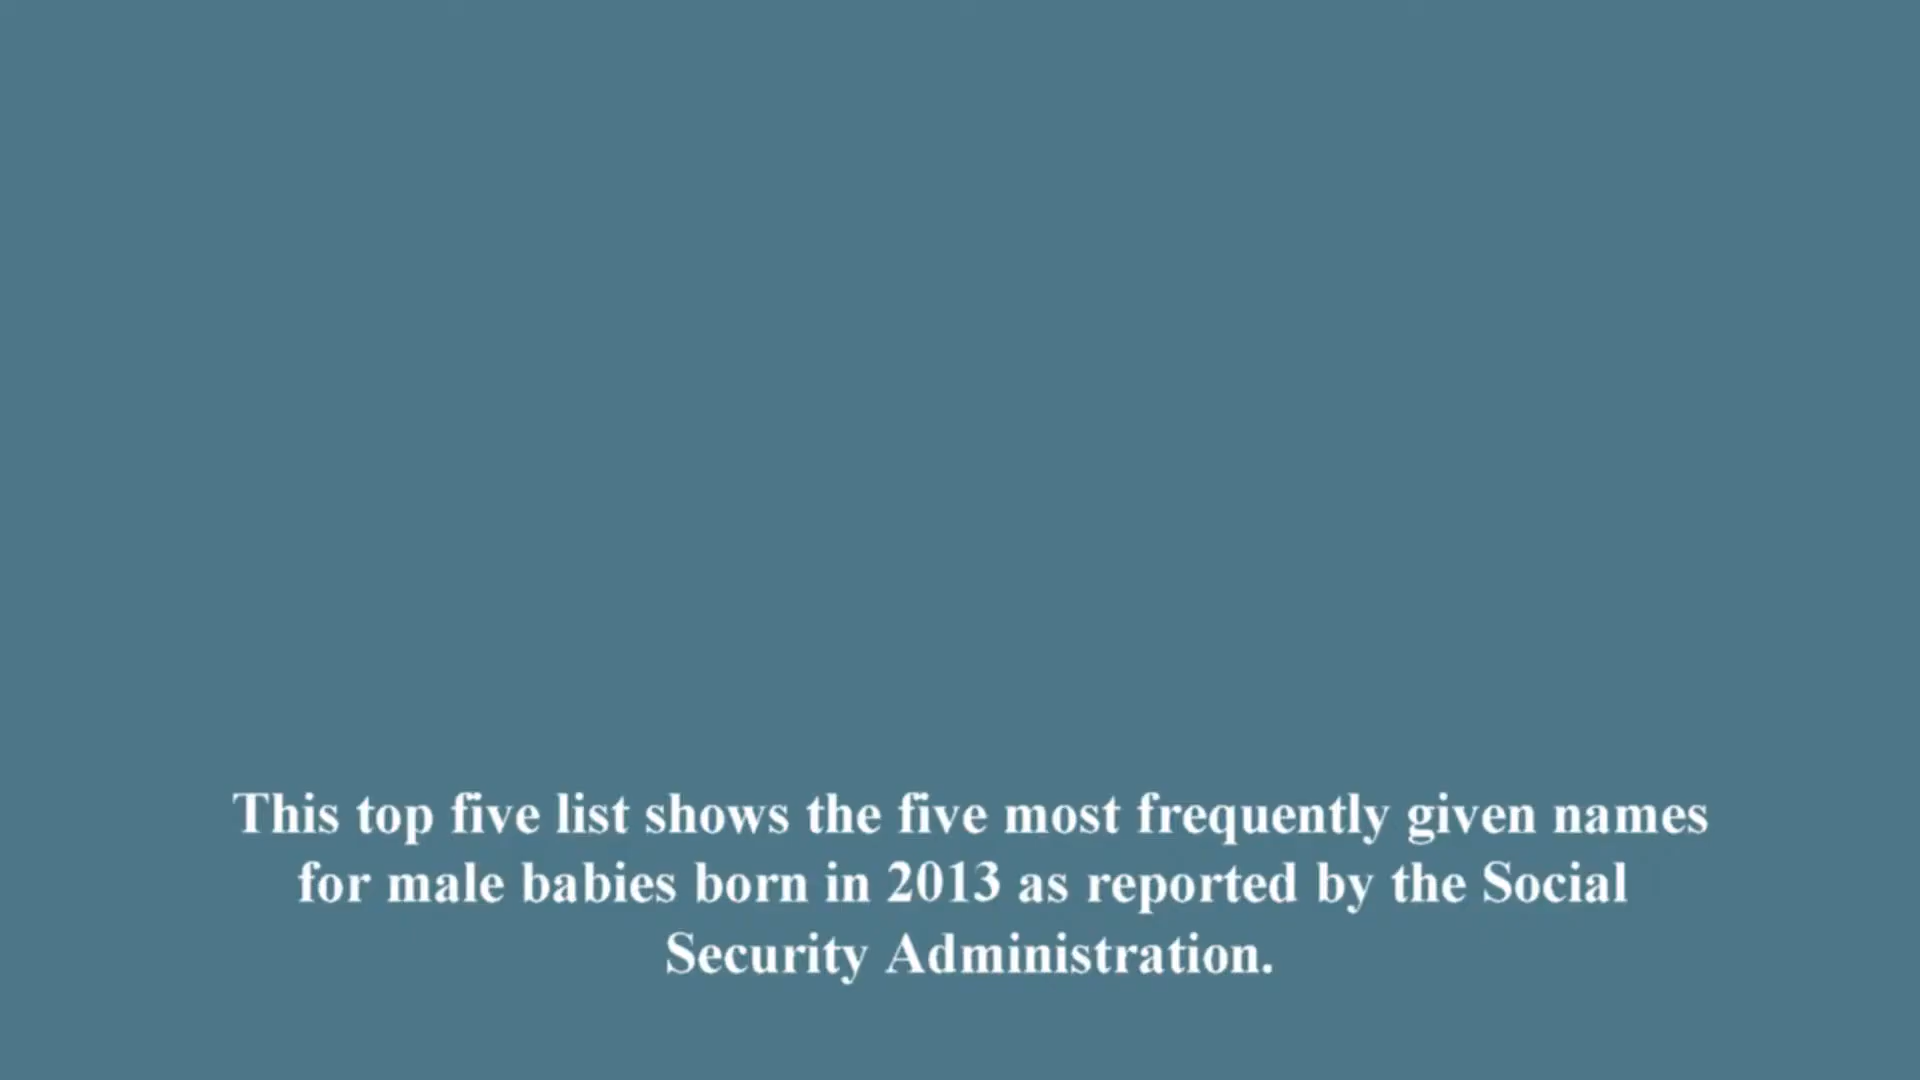 This top five list shows the five most frequently given names
for male babies born in 2013 as reported by the Social
Security Administration.